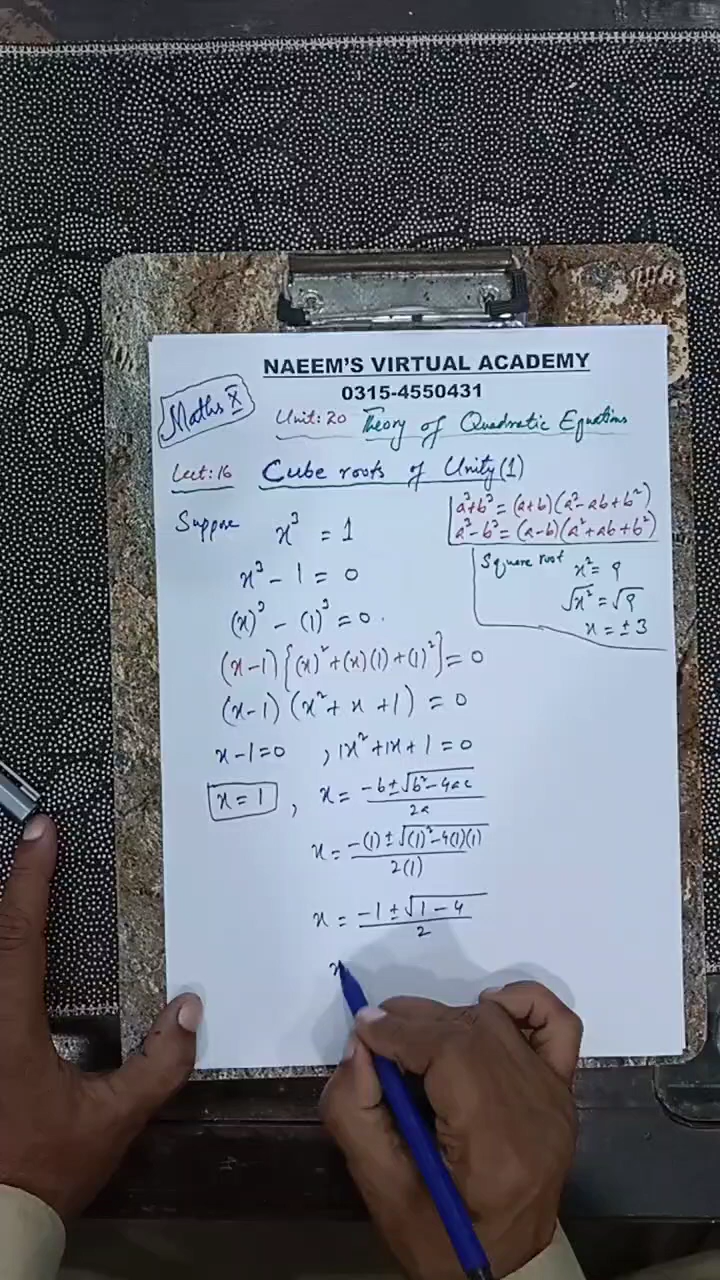 NAEEM'S VIRTUAL ACADEMY
0315-4550431
Maths X
Unit: 20 Theory of Quadratic Equations
Lect: 16 Cube roots of Unity (1)
a³+b³ = (a+b)(a²-ab+b²)
a³-b³ = (a-b)(a²+ab+b²)
Suppose x³ = 1
Square root x² = 9
√x² = √9
x = ±3
x³ - 1 = 0
(x)³ - (1)³ = 0.
(x-1){(x)²+(x)(1)+(1)²} = 0
(x-1) (x²+ x +1) = 0
x-1=0 , 1x²+1x+1=0
x = 1 , x = -b±√b²-4ac / 2a
x = -(1)±√(1)²-4(1)(1) / 2(1)
x = -1±√1-4 / 2
x